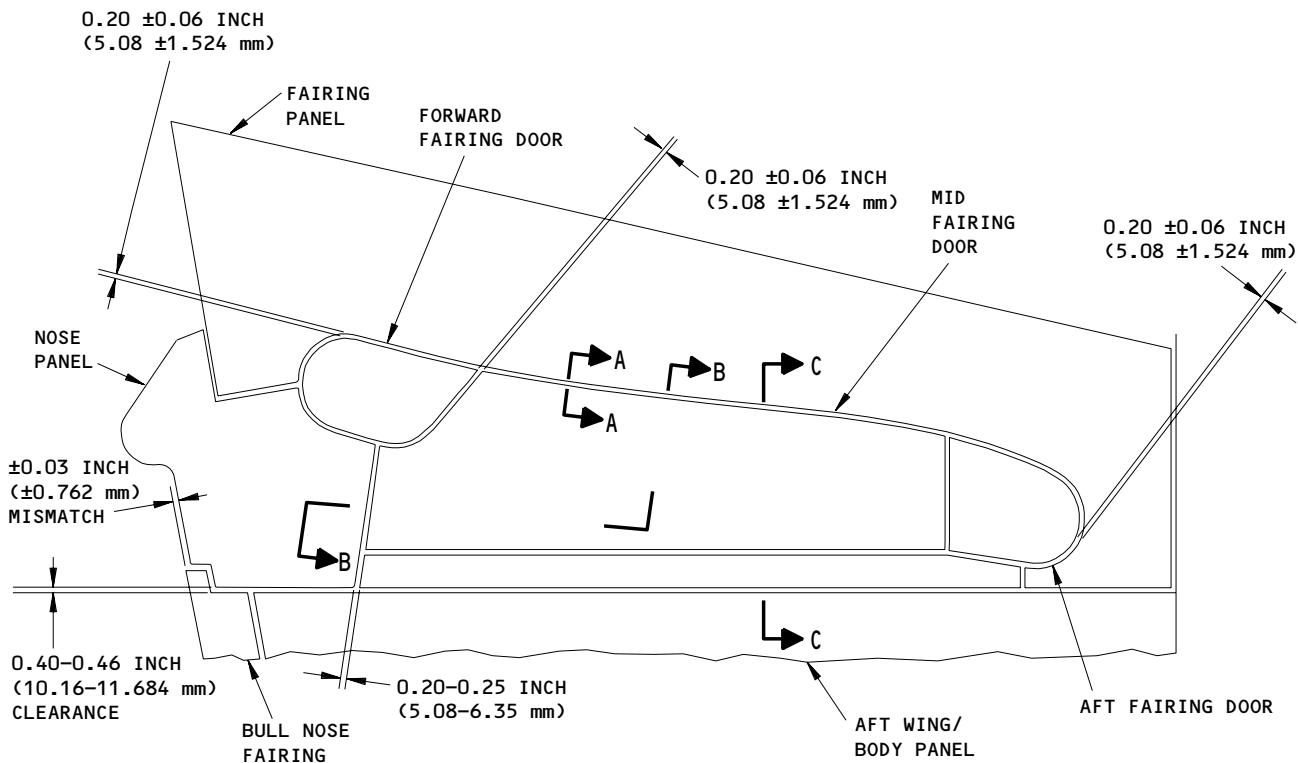 0.20 ±0.06 INCH
(5.08 ±1.524 mm)
FAIRING
PANEL
FORWARD
FAIRING DOOR
0.20 ±0.06 INCH
(5.08 ±1.524 mm)
MID
FAIRING
DOOR
0.20 ±0.06 INCH
(5.08 ±1.524 mm)
NOSE
PANEL
A
B
C
A
±0.03 INCH
(±0.762 mm)
MISMATCH
B
C
0.40–0.46 INCH
(10.16–11.684 mm)
CLEARANCE
BULL NOSE
FAIRING
0.20–0.25 INCH
(5.08–6.35 mm)
AFT WING/
BODY PANEL
AFT FAIRING DOOR